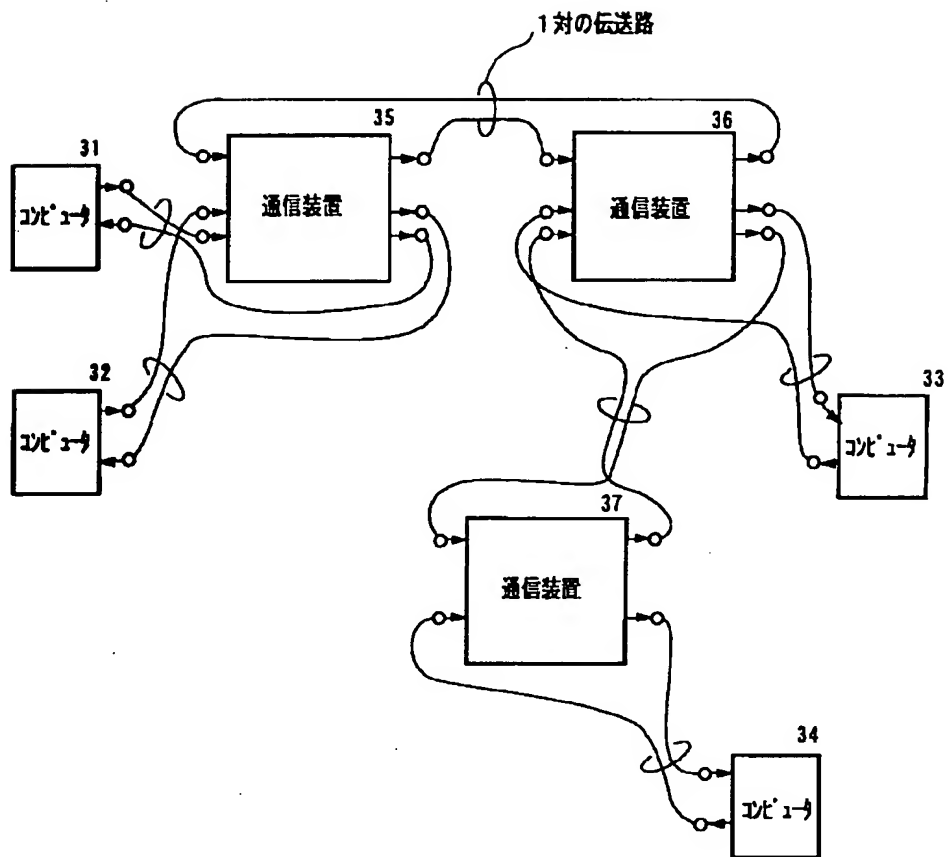 1対の伝送路
35
36
31
通信装置
通信装置
コンピュータ
32
33
コンピュータ
コンピュータ
37
通信装置
34
コンピュータ